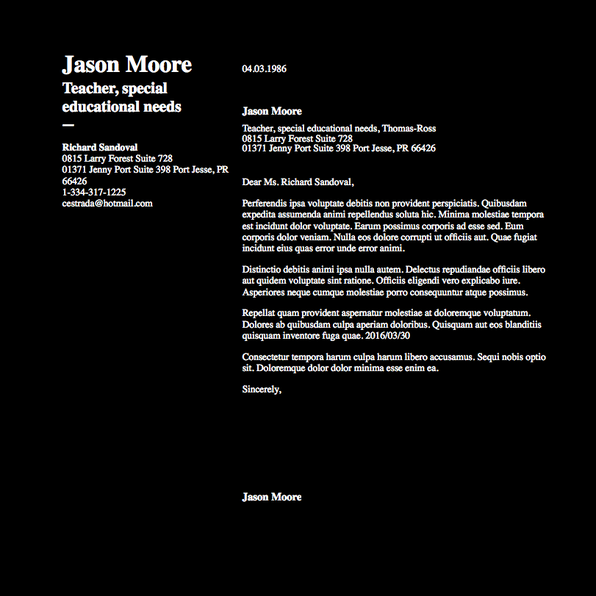 Jason Moore
Teacher, special
educational needs
—
Richard Sandoval
0815 Larry Forest Suite 728
01371 Jenny Port Suite 398 Port Jesse, PR
66426
1-334-317-1225
cestrada@hotmail.com
04.03.1986
Jason Moore
Teacher, special educational needs, Thomas-Ross
0815 Larry Forest Suite 728
01371 Jenny Port Suite 398 Port Jesse, PR 66426
Dear Ms. Richard Sandoval,
Perferendis ipsa voluptate debitis non provident perspiciatis. Quibusdam
expedita assumenda animi repellendus soluta hic. Minima molestiae tempora
est incidunt dolor voluptate. Earum possimus corporis ad esse sed. Eum
corporis dolor veniam. Nulla eos dolore corrupti ut officiis aut. Quae fugiat
incidunt eius quas error unde error animi.
Distinctio debitis animi ipsa nulla autem. Delectus repudiandae officiis libero
aut quidem voluptate sint ratione. Officiis eligendi vero explicabo iure.
Asperiores neque cumque molestiae porro consequuntur atque possimus.
Repellat quam provident aspernatur molestiae at doloremque voluptatum.
Dolores ab quibusdam culpa aperiam doloribus. Quisquam aut eos blanditiis
quisquam inventore fuga quae. 2016/03/30
Consectetur tempora harum culpa harum libero accusamus. Sequi nobis optio
sit. Doloremque dolor dolor minima esse enim ea.
Sincerely,
Jason Moore